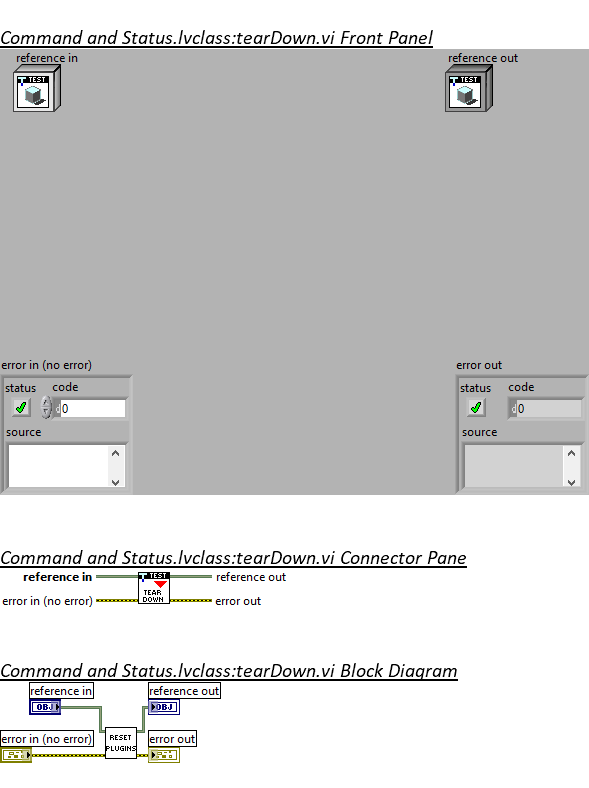 Command and Status.lvclass:tearDown.vi Front Panel
reference in
reference out
TEST
TEST
error in (no error)
error out
status code
status code
d0
d0
source
source
Command and Status.lvclass:tearDown.vi Connector Pane
reference in
TEST
reference out
TEAR
DOWN
error in (no error)
error out
Command and Status.lvclass:tearDown.vi Block Diagram
reference in
reference out
OBJ
OBJ
error in (no error)
RESET
PLUGINS
error out